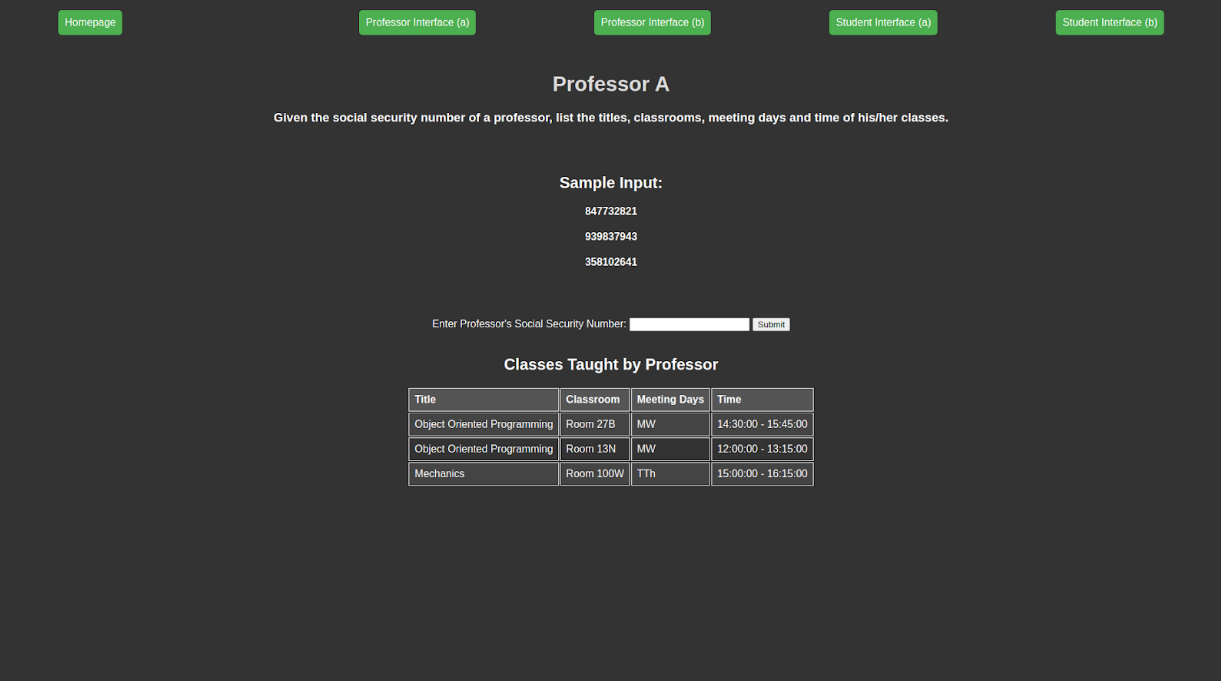 Homepage Professor Interface (a) Professor Interface (b) Student Interface (a) Student Interface (b)
Professor A
Given the social security number of a professor, list the titles, classrooms, meeting days and time of his/her classes.
Sample Input:
847732821
939837943
358102641
Enter Professor's Social Security Number: Submit
Classes Taught by Professor
Title Classroom Meeting Days Time
Object Oriented Programming Room 27B MW 14:30:00 - 15:45:00
Object Oriented Programming Room 13N MW 12:00:00 - 13:15:00
Mechanics Room 100W TTh 15:00:00 - 16:15:00